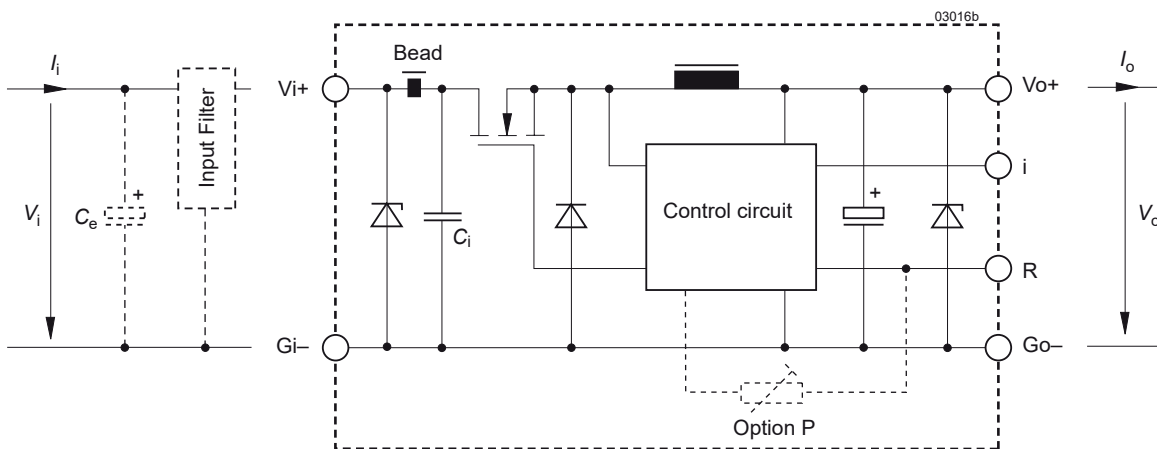 03016b
Bead
Ii
Vi+
Vo+
Io
Input Filter
i
Control circuit
+
+
Vi
Ce
Ci
Vo
R
Gi–
Go–
Option P